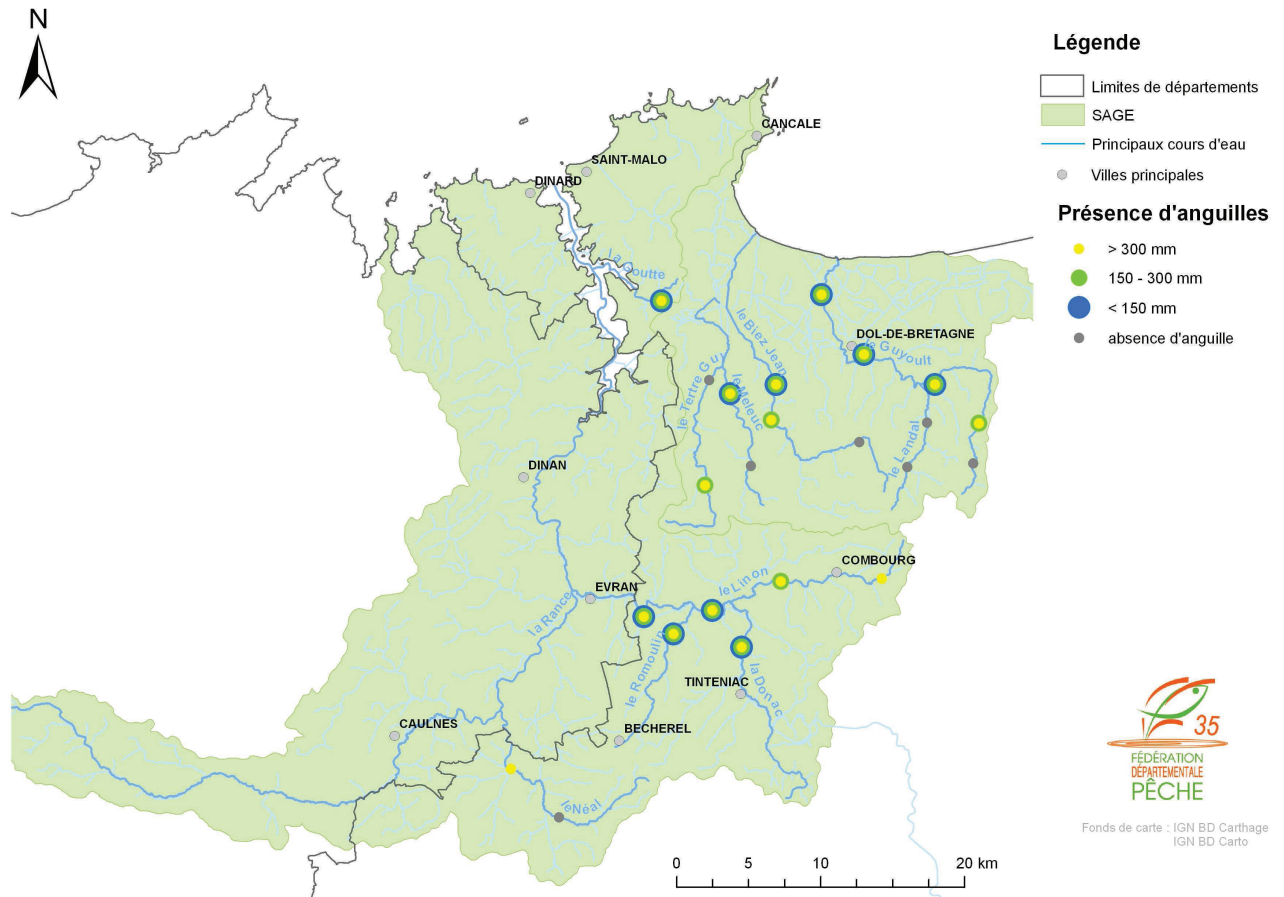 N
Légende
Limites de départements
SAGE
Principaux cours d'eau
Villes principales
Présence d'anguilles
> 300 mm
150 - 300 mm
< 150 mm
absence d'anguille
CANCALE
SAINT-MALO
DINARD
la Goutte
le Biez Jean
DOL-DE-BRETAGNE
le Guyoult
le Tertre Guy
le Meleuc
le Landal
DINAN
COMBOURG
le Linon
EVRAN
la Rance
le Romoulin
la Donac
TINTENIAC
CAULNES
BECHEREL
le Néal
35
FÉDÉRATION
DÉPARTEMENTALE
PÊCHE
Fonds de carte : IGN BD Carthage
IGN BD Carto
0 5 10 20 km